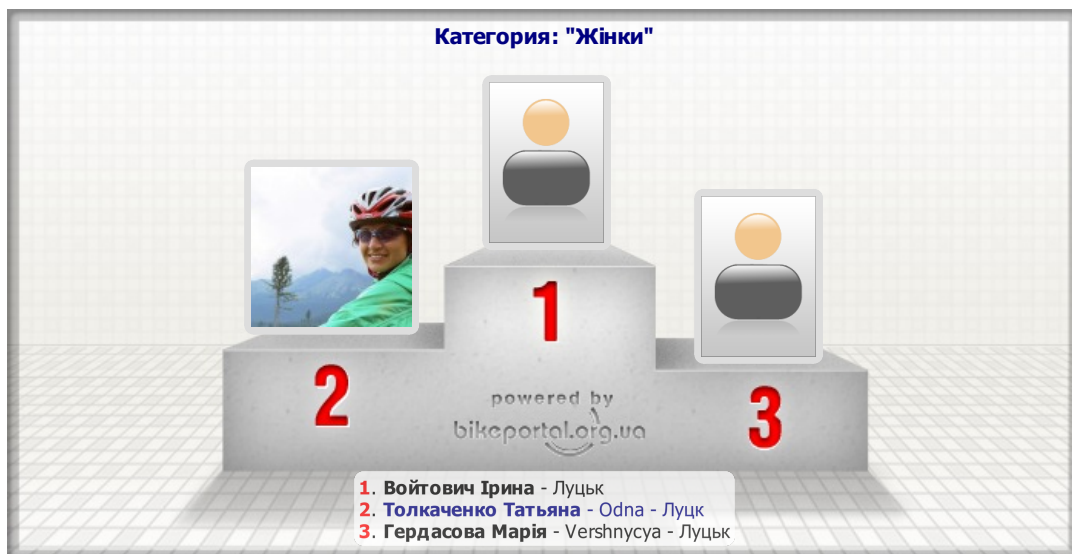 Категория: "Жінки"
1
2
3
powered by
bikeportal.org.ua
1. Войтович Ірина - Луцьк
2. Толкаченко Татьяна - Odna - Луцк
3. Гердасова Марія - Vershnycya - Луцьк